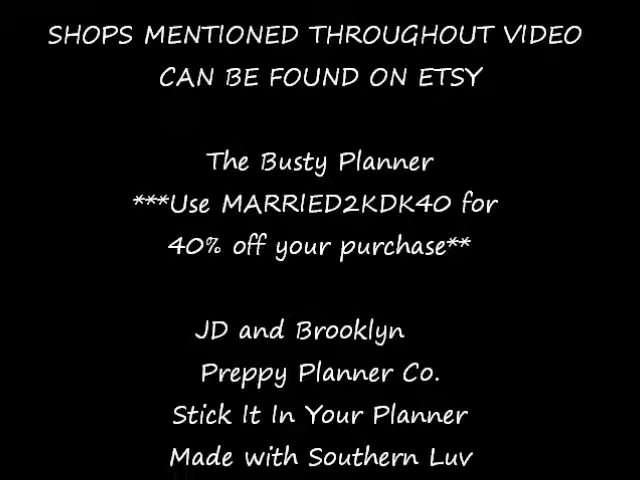 SHOPS MENTIONED THROUGHOUT VIDEO
CAN BE FOUND ON ETSY
The Busty Planner
***Use MARRIED2KDK40 for
40% off your purchase**
JD and Brooklyn
Preppy Planner Co.
Stick It In Your Planner
Made with Southern Luv